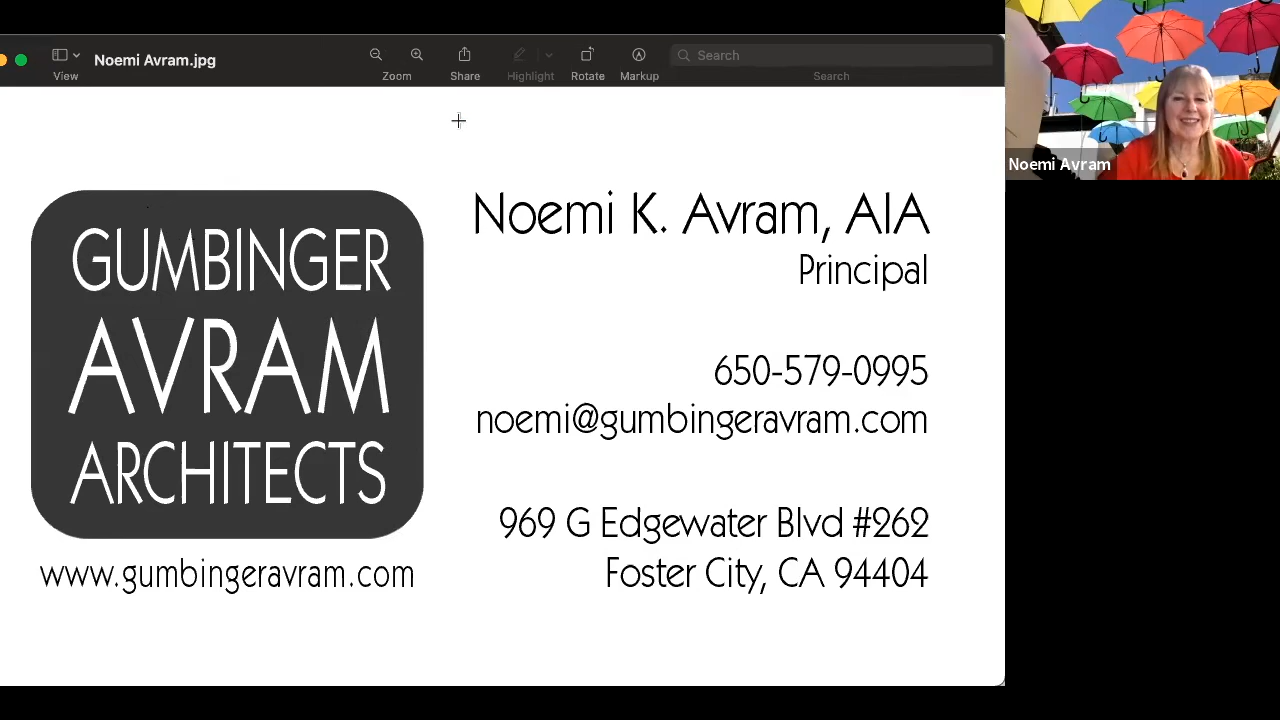 Noemi Avram.jpg
View
Zoom
Share
Highlight
Rotate
Markup
Search
Search
Noemi Avram
GUMBINGER
AVRAM
ARCHITECTS
www.gumbingeravram.com
Noemi K. Avram, AIA
Principal
650-579-0995
noemi@gumbingeravram.com
969 G Edgewater Blvd #262
Foster City, CA 94404